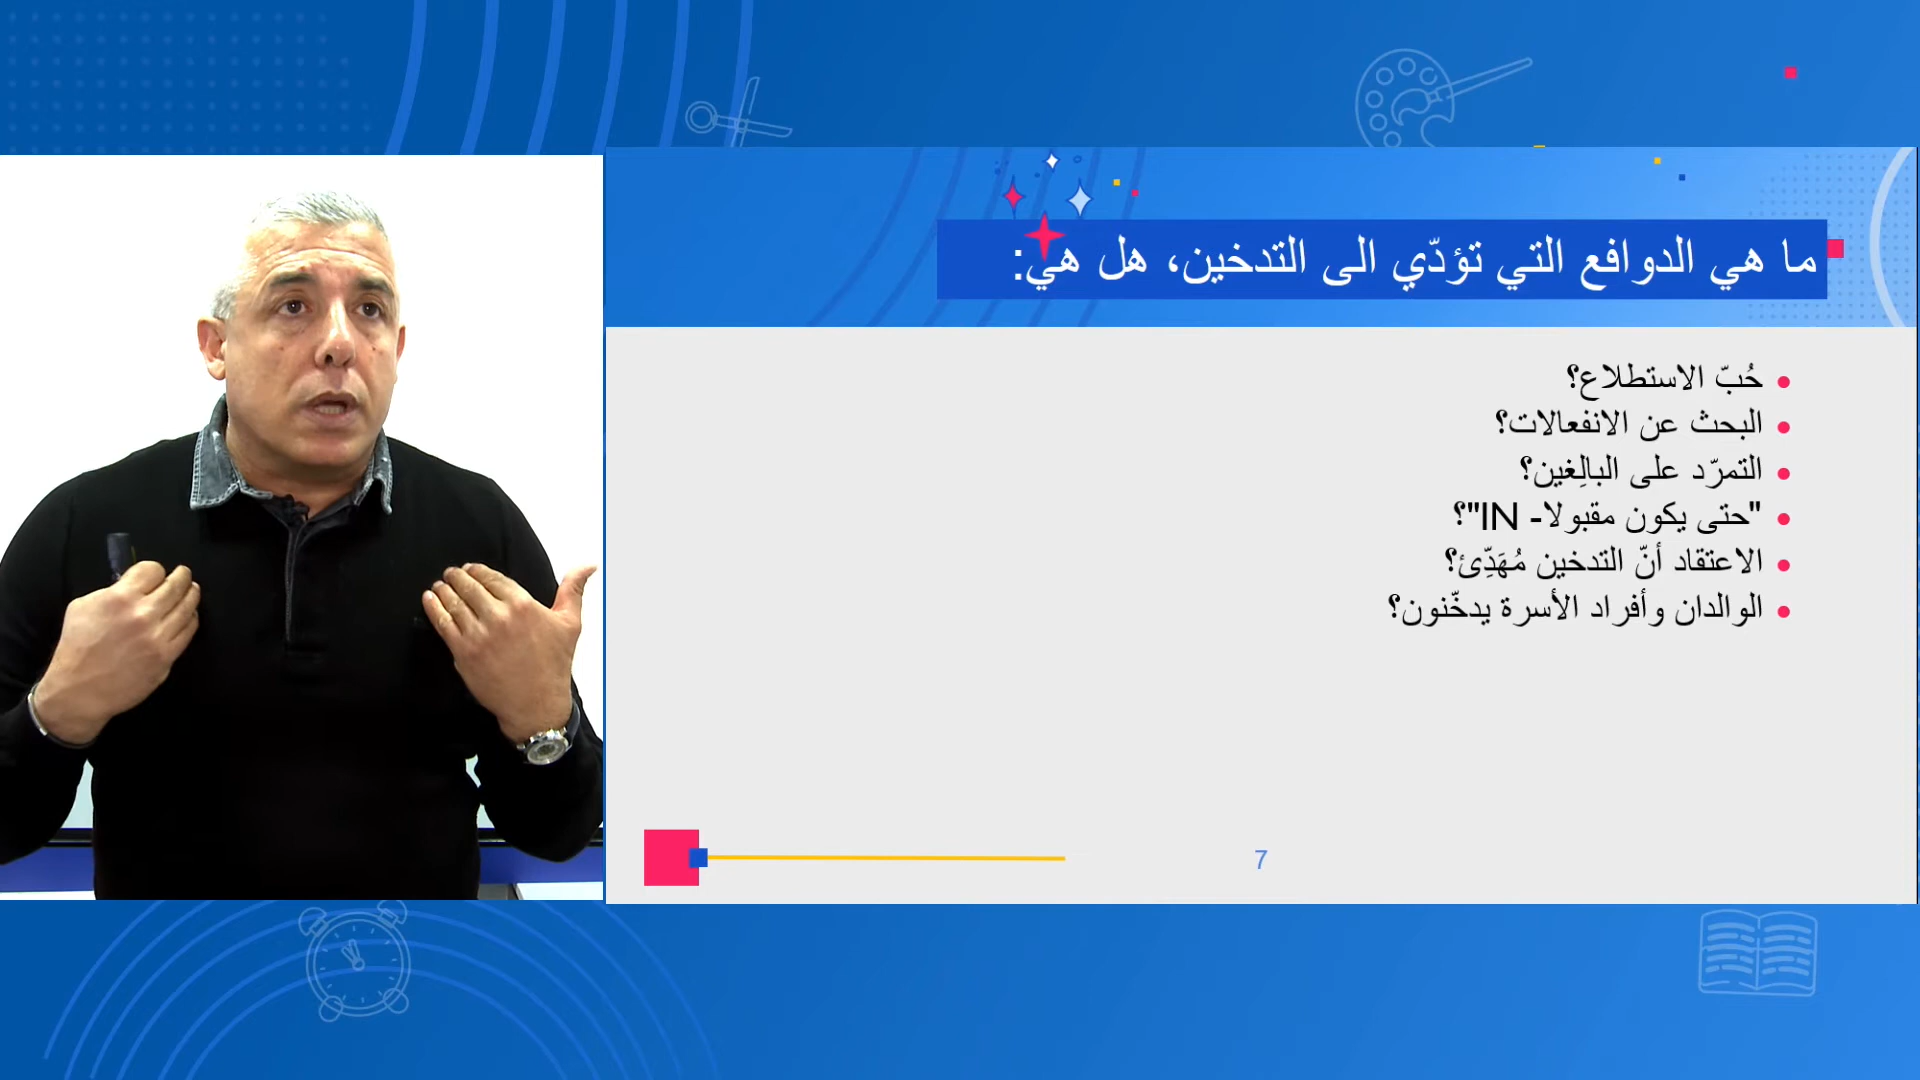 ما هي الدوافع التي تؤدّي الى التدخين، هل هي:
• حُبّ الاستطلاع؟
• البحث عن الانفعالات؟
• التمرّد على البالِغين؟
• "حتى يكون مقبولا- IN"؟
• الاعتقاد أنّ التدخين مُهَدِّئ؟
• الوالدان وأفراد الأسرة يدخّنون؟
7